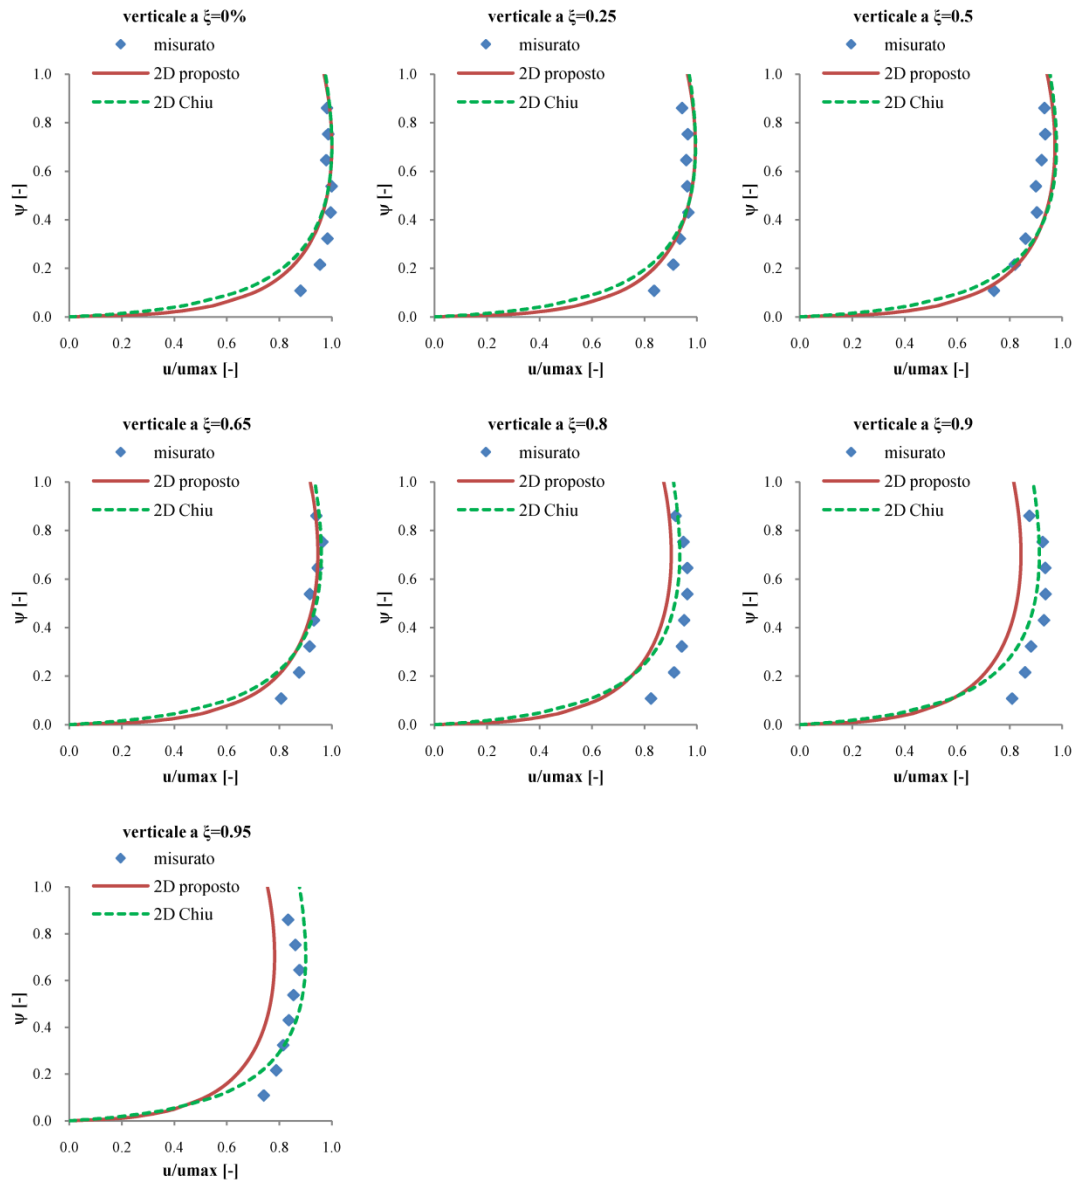 verticale a ξ=0%
misurato
2D proposto
2D Chiu
1.0
0.8
0.6
0.4
0.2
0.0
ψ [-]
0.0 0.2 0.4 0.6 0.8 1.0
u/umax [-]
verticale a ξ=0.25
misurato
2D proposto
2D Chiu
1.0
0.8
0.6
0.4
0.2
0.0
ψ [-]
0.0 0.2 0.4 0.6 0.8 1.0
u/umax [-]
verticale a ξ=0.5
misurato
2D proposto
2D Chiu
1.0
0.8
0.6
0.4
0.2
0.0
ψ [-]
0.0 0.2 0.4 0.6 0.8 1.0
u/umax [-]
verticale a ξ=0.65
misurato
2D proposto
2D Chiu
1.0
0.8
0.6
0.4
0.2
0.0
ψ [-]
0.0 0.2 0.4 0.6 0.8 1.0
u/umax [-]
verticale a ξ=0.8
misurato
2D proposto
2D Chiu
1.0
0.8
0.6
0.4
0.2
0.0
ψ [-]
0.0 0.2 0.4 0.6 0.8 1.0
u/umax [-]
verticale a ξ=0.9
misurato
2D proposto
2D Chiu
1.0
0.8
0.6
0.4
0.2
0.0
ψ [-]
0.0 0.2 0.4 0.6 0.8 1.0
u/umax [-]
verticale a ξ=0.95
misurato
2D proposto
2D Chiu
1.0
0.8
0.6
0.4
0.2
0.0
ψ [-]
0.0 0.2 0.4 0.6 0.8 1.0
u/umax [-]